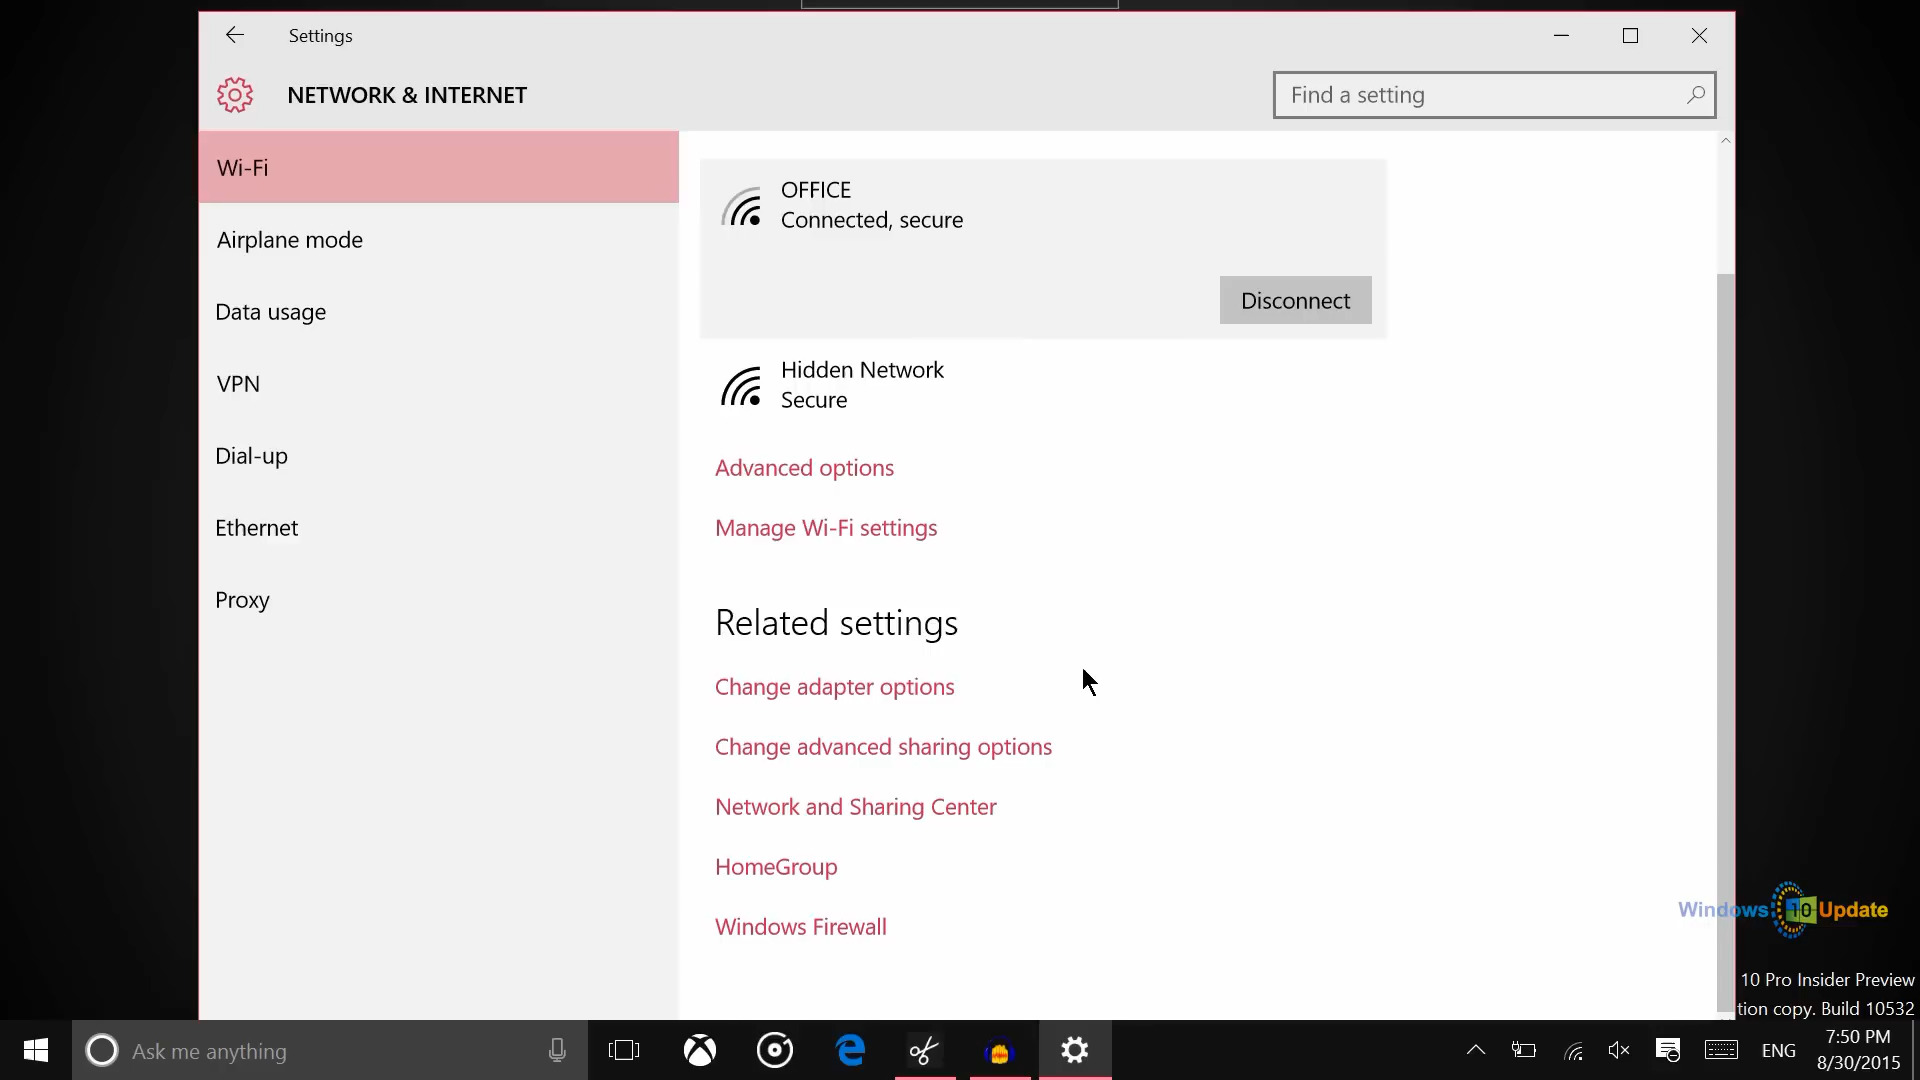 Settings
NETWORK & INTERNET
Find a setting
Wi-Fi
Airplane mode
Data usage
VPN
Dial-up
Ethernet
Proxy
OFFICE
Connected, secure
Disconnect
Hidden Network
Secure
Advanced options
Manage Wi-Fi settings
Related settings
Change adapter options
Change advanced sharing options
Network and Sharing Center
HomeGroup
Windows Firewall
Windows 10 Update
10 Pro Insider Preview
tion copy. Build 10532
Ask me anything
ENG
7:50 PM
8/30/2015